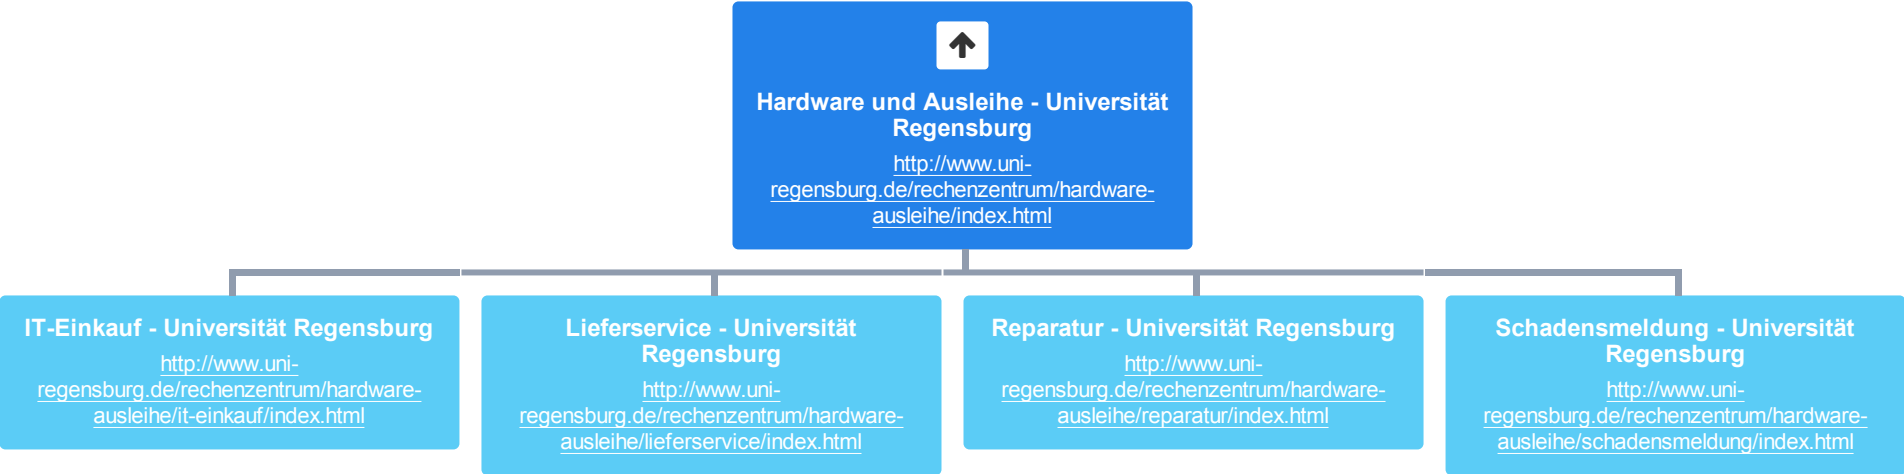 Hardware und Ausleihe - Universität
Regensburg
http://www.uni-
regensburg.de/rechenzentrum/hardware-
ausleihe/index.html
IT-Einkauf - Universität Regensburg
http://www.uni-
regensburg.de/rechenzentrum/hardware-
ausleihe/it-einkauf/index.html
Lieferservice - Universität
Regensburg
http://www.uni-
regensburg.de/rechenzentrum/hardware-
ausleihe/lieferservice/index.html
Reparatur - Universität Regensburg
http://www.uni-
regensburg.de/rechenzentrum/hardware-
ausleihe/reparatur/index.html
Schadensmeldung - Universität
Regensburg
http://www.uni-
regensburg.de/rechenzentrum/hardware-
ausleihe/schadensmeldung/index.html